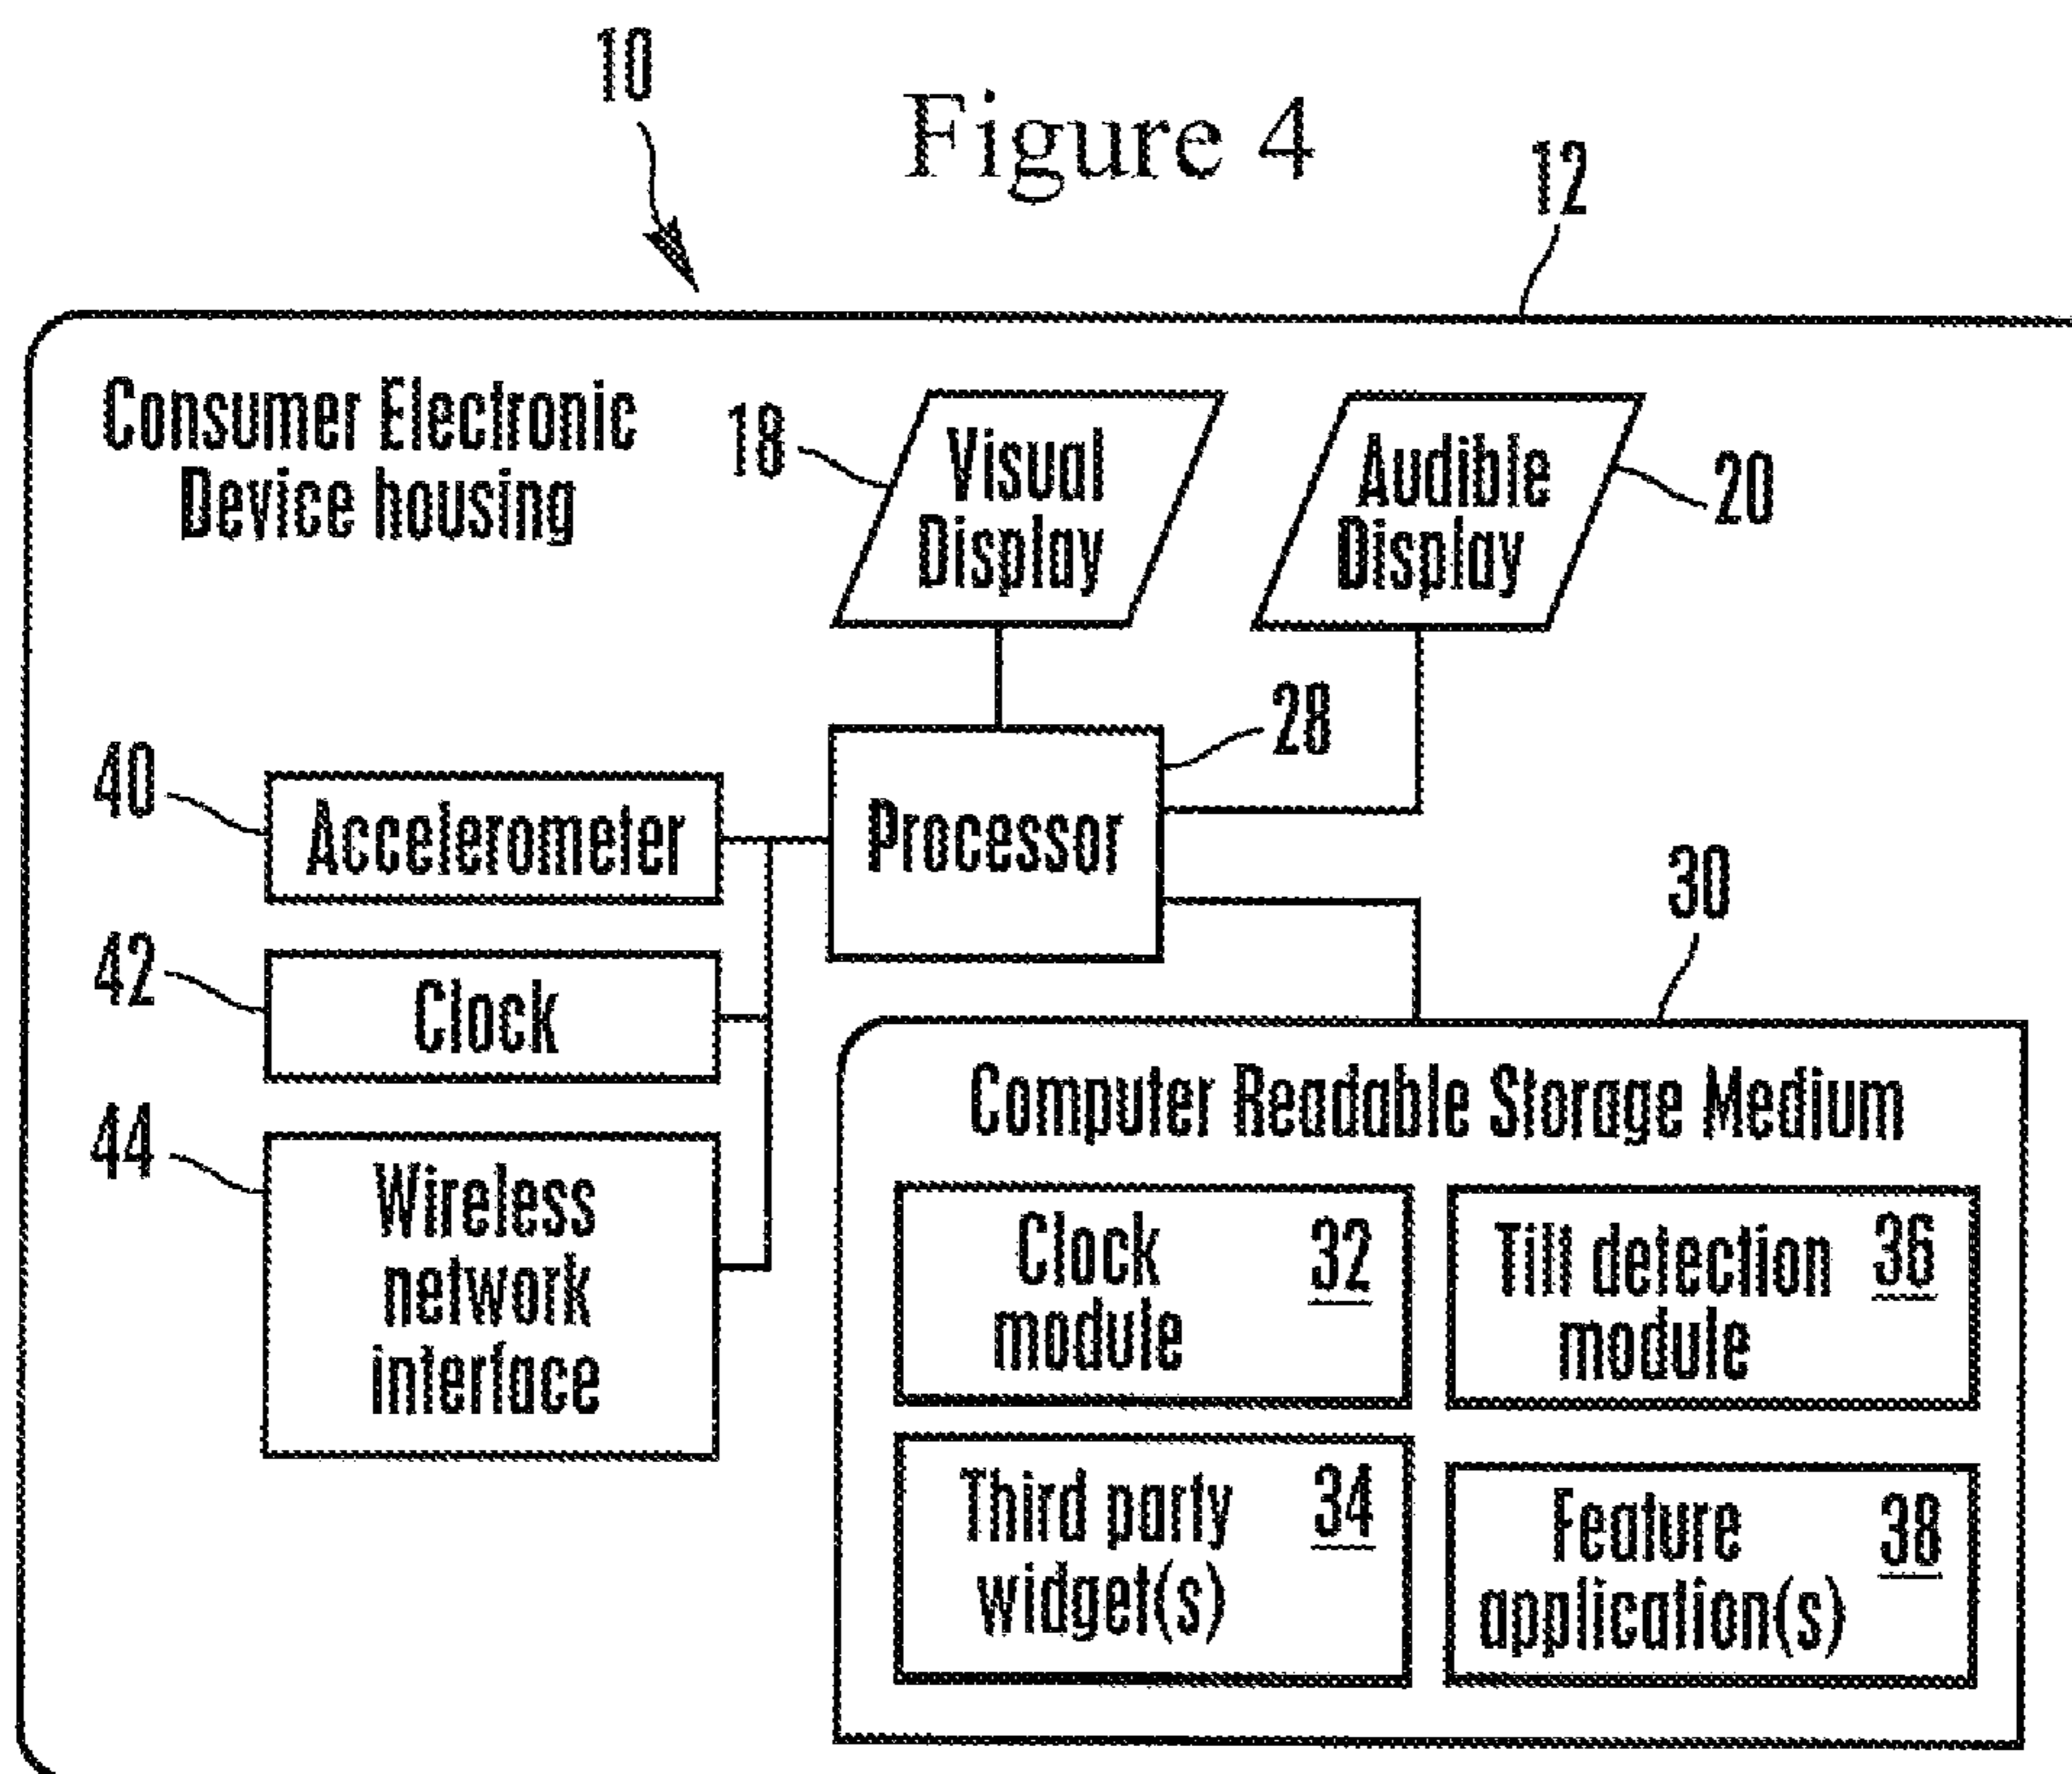 10
Figure 4
12
Consumer Electronic
Device housing
18
Visual
Display
Audible
Display
20
28
40
Accelerometer
Processor
30
42
Clock
44
Wireless
network
interface
Computer Readable Storage Medium
Clock
module
32
Tilt detection
module
36
Third party
widget(s)
34
Feature
application(s)
38